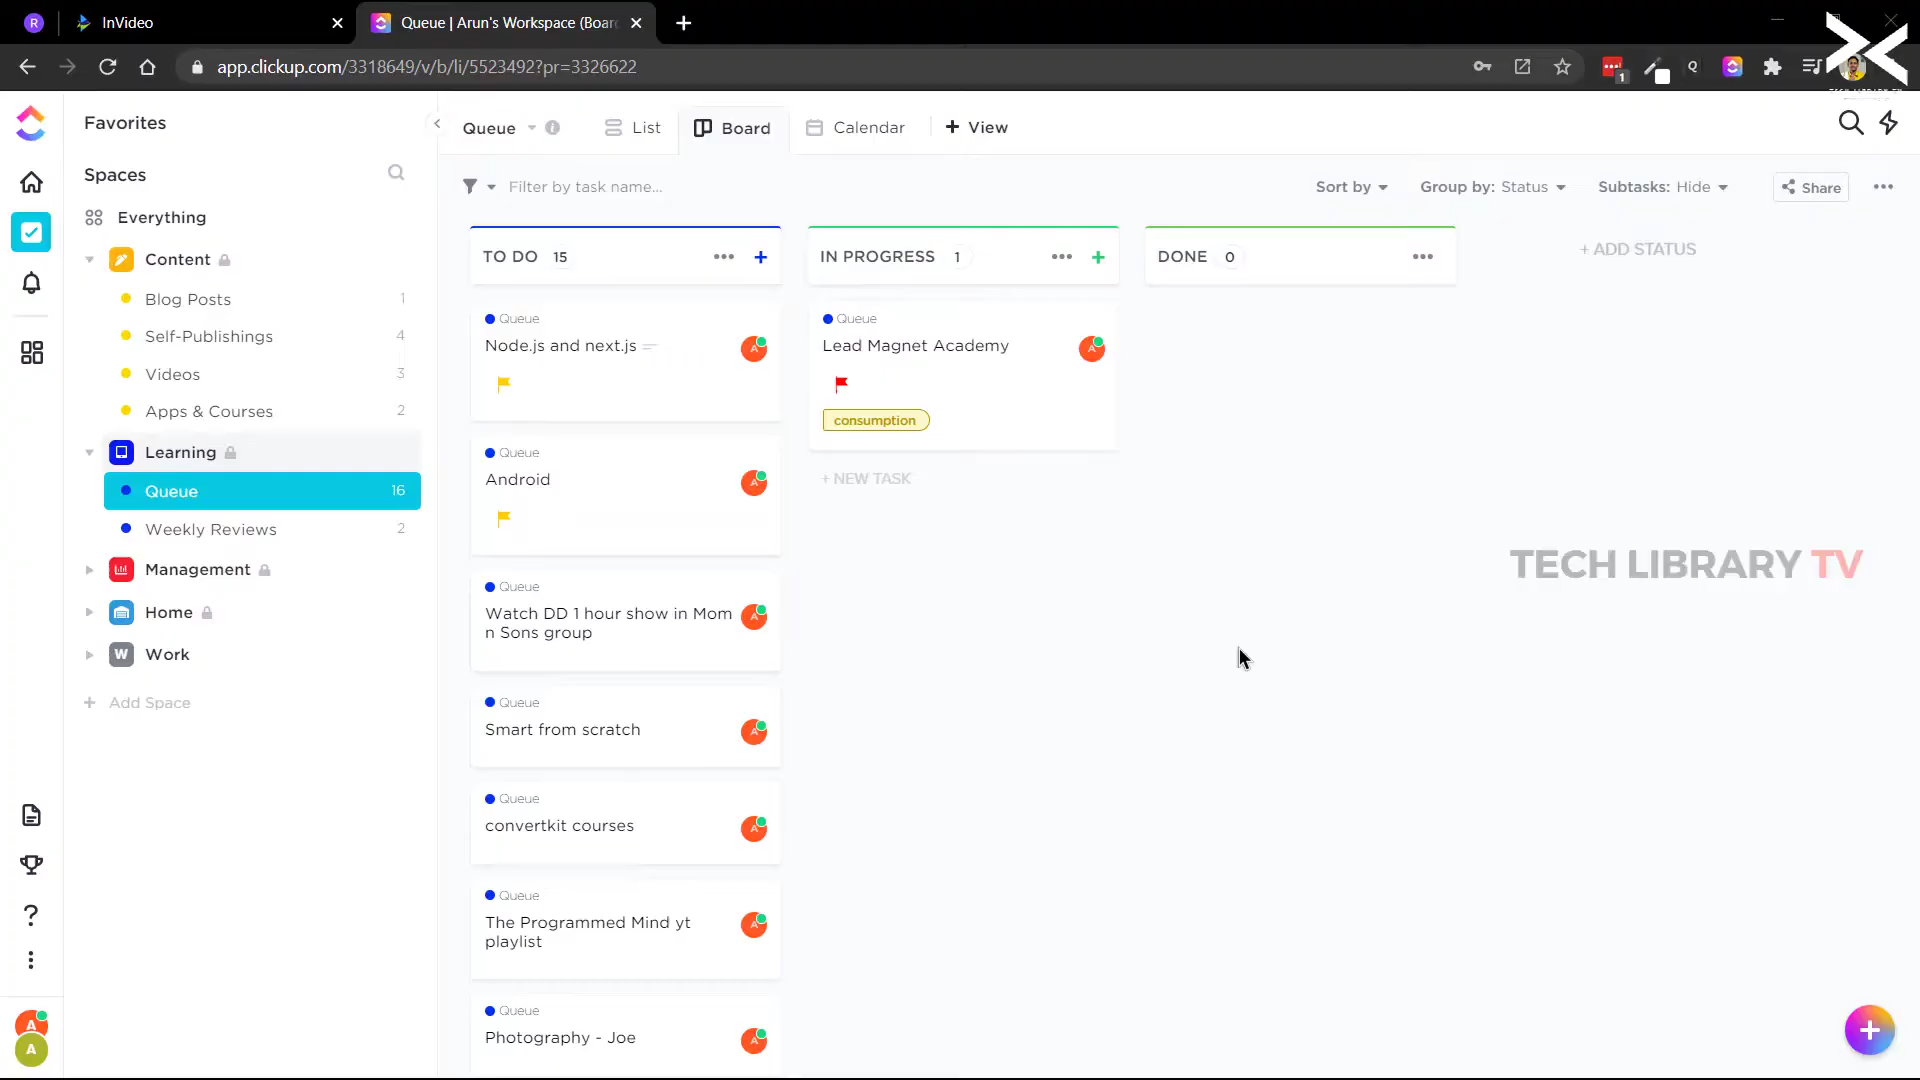 R
InVideo
Queue | Arun's Workspace (Boar
app.clickup.com/3318649/v/b/li/5523492?pr=3326622
1
Q
Favorites
Queue
List
Board
Calendar
+ View
Spaces
Filter by task name...
Sort by
Group by: Status
Subtasks: Hide
Share
Everything
Content
Blog Posts 1
Self-Publishings 4
Videos 3
Apps & Courses 2
Learning
Queue 16
Weekly Reviews 2
Management
Home
W Work
+ Add Space
A
A
TO DO 15
Queue
Node.js and next.js
A
Queue
Android
A
Queue
Watch DD 1 hour show in Mom
n Sons group
A
Queue
Smart from scratch
A
Queue
convertkit courses
A
Queue
The Programmed Mind yt
playlist
A
Queue
Photography - Joe
A
IN PROGRESS 1
Queue
Lead Magnet Academy
A
consumption
+ NEW TASK
DONE 0
+ ADD STATUS
TECH LIBRARY TV